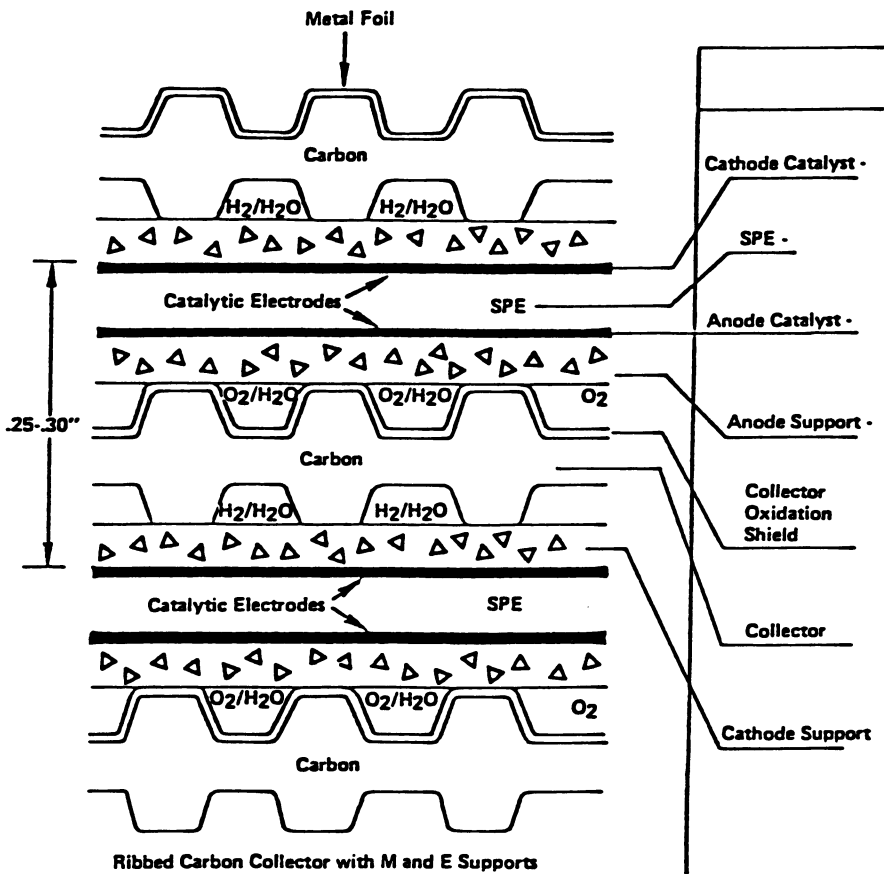 Metal Foil
Carbon
Cathode Catalyst -
H2/H2O H2/H2O
SPE -
Catalytic Electrodes SPE
Anode Catalyst -
O2/H2O O2/H2O O2
.25-.30"
Anode Support -
Carbon
Collector
Oxidation
Shield
H2/H2O H2/H2O
Catalytic Electrodes SPE
Collector
O2/H2O O2/H2O O2
Cathode Support
Carbon
Ribbed Carbon Collector with M and E Supports